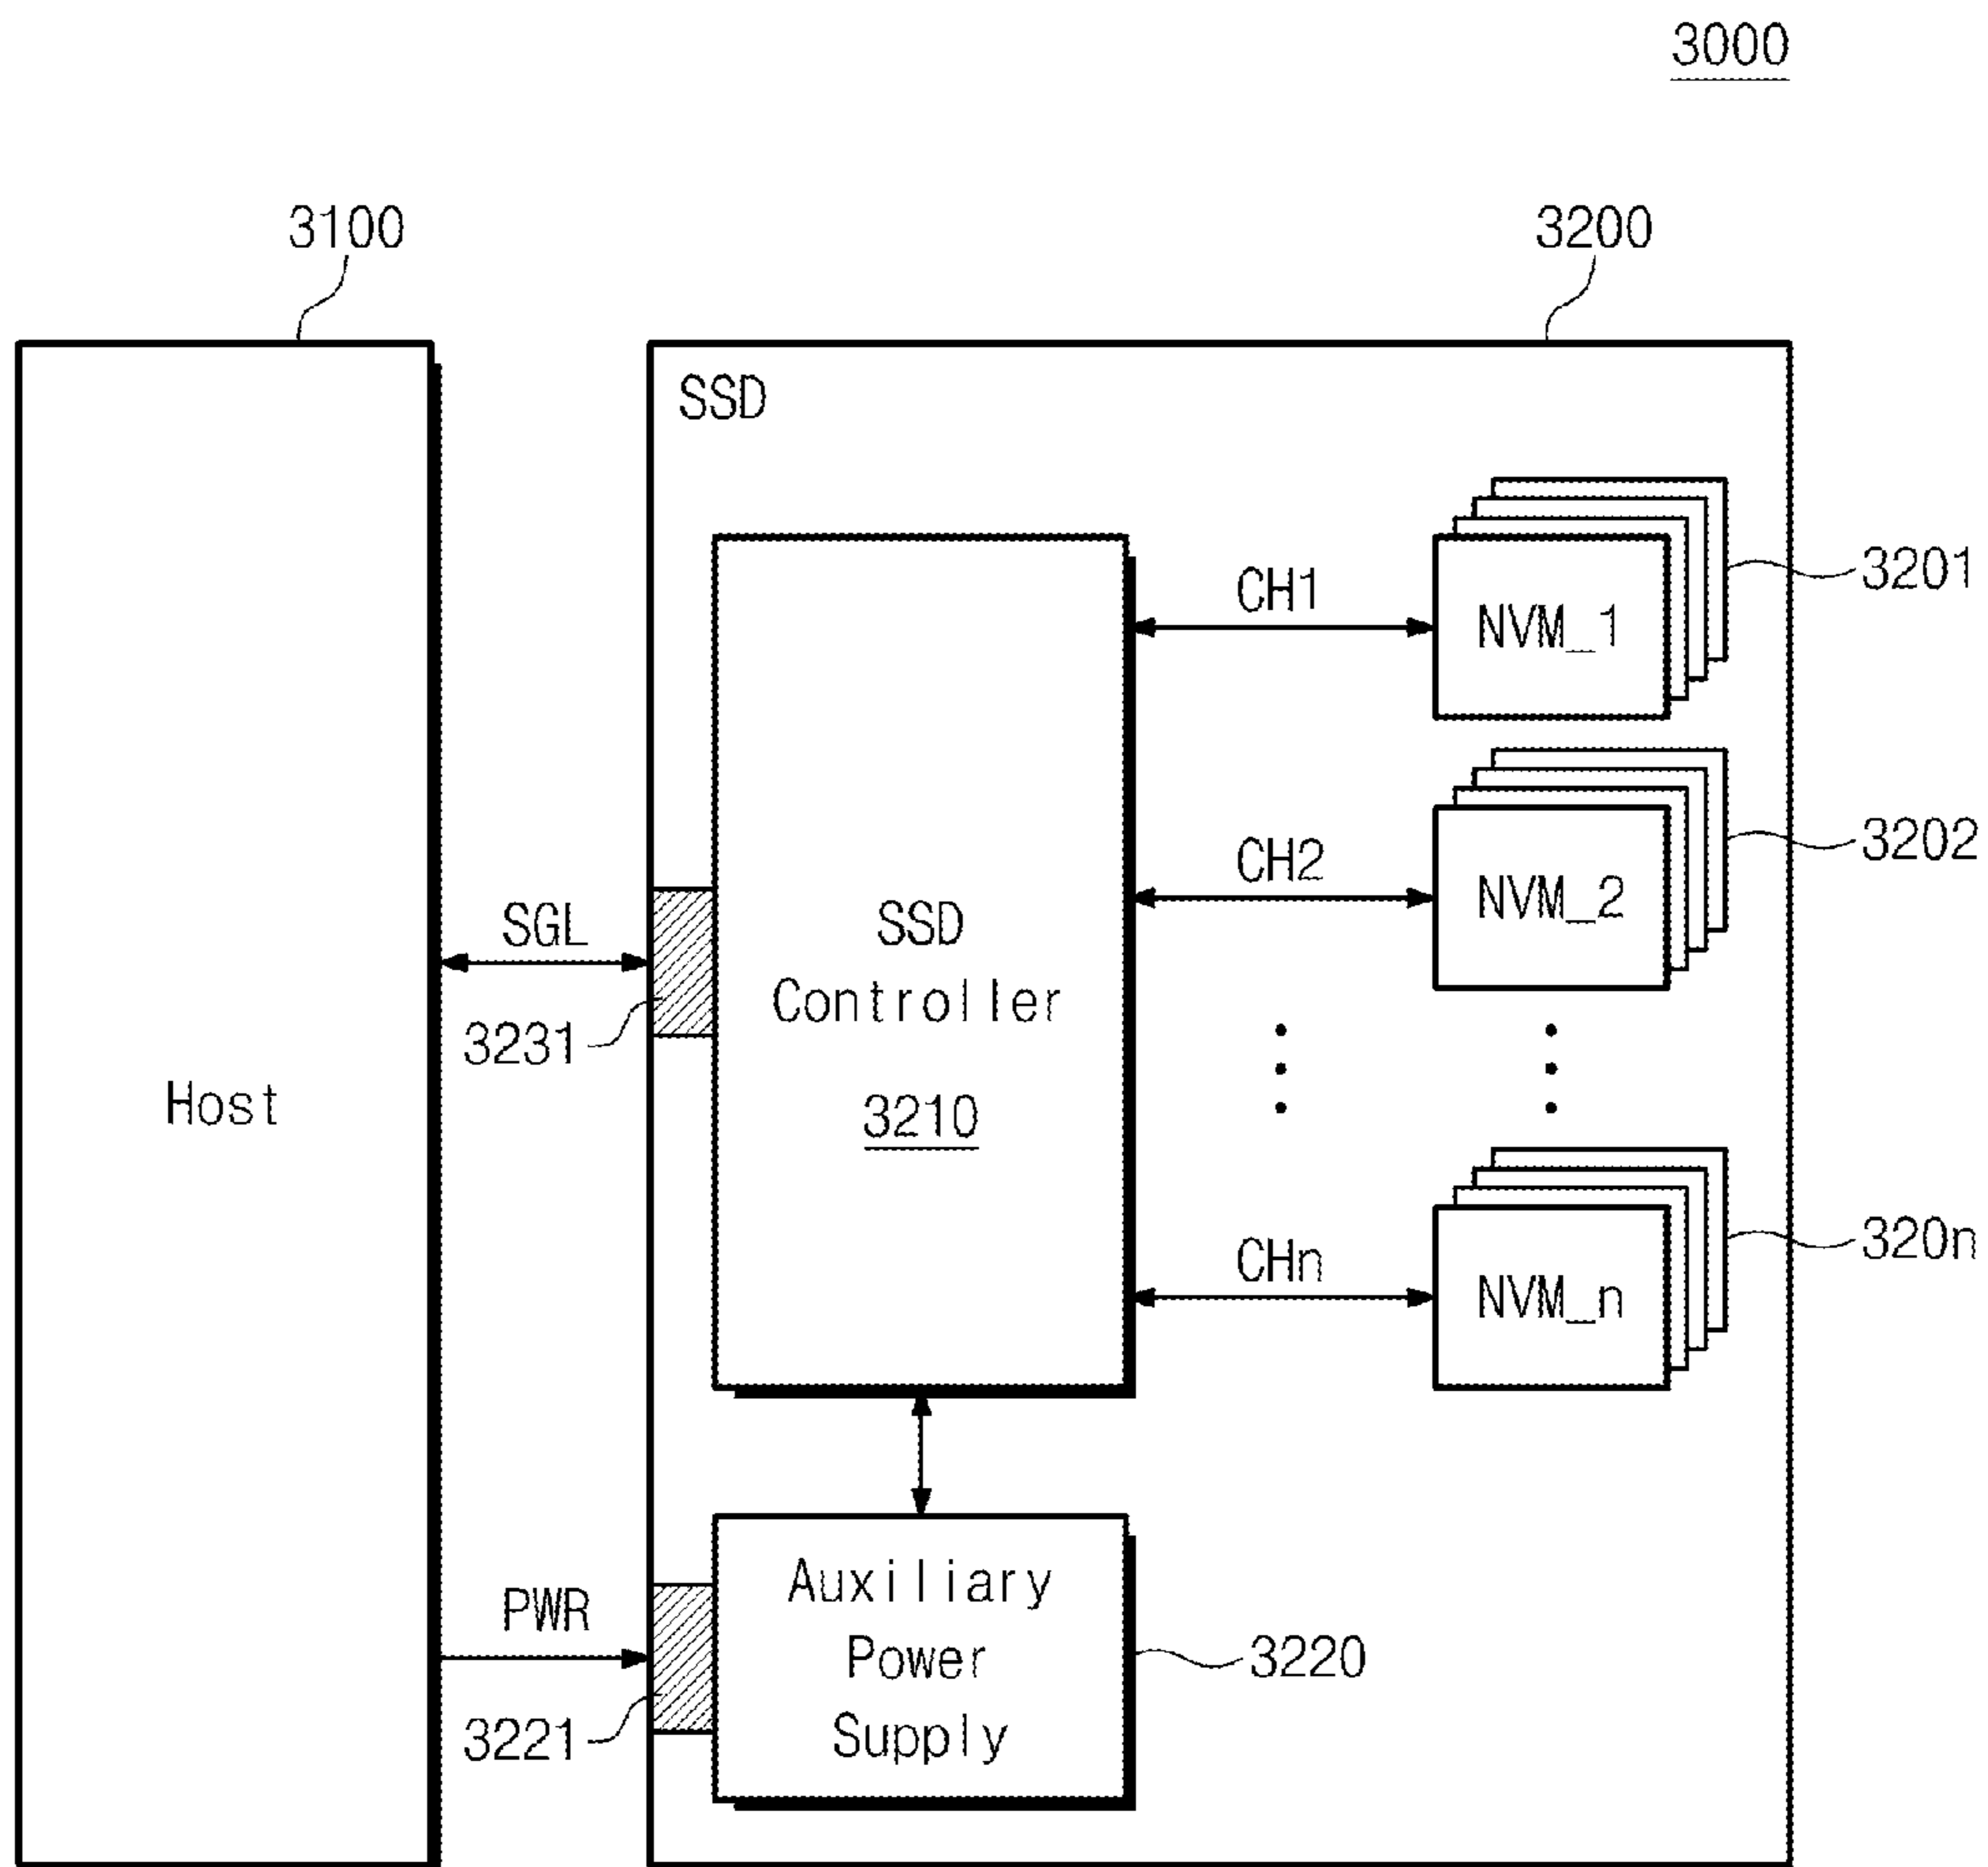 3000
3100
3200
SSD
CH1
NVM_1
3201
CH2
NVM_2
3202
SGL
3231
SSD
Controller
3210
Host
CHn
NVM_n
320n
PWR
3221
Auxiliary
Power
Supply
3220